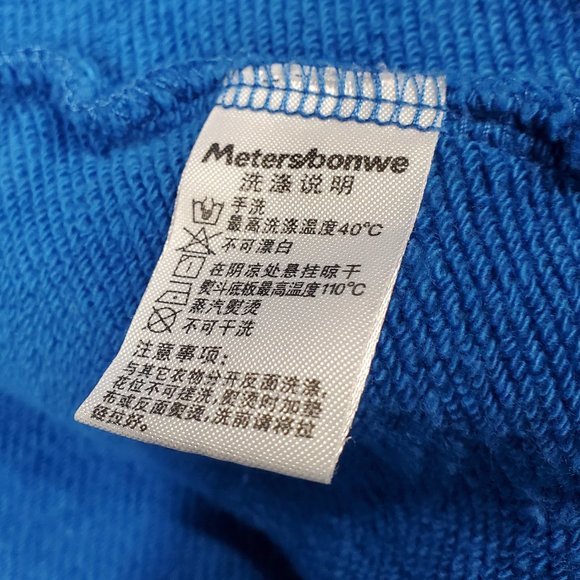 Meters/bonwe
洗涤说明
手洗
最高洗涤温度40℃
不可漂白
在阴凉处悬挂晾干
熨斗底板最高温度110℃
蒸汽熨烫
不可干洗
注意事项:
与其它衣物分开反面洗涤,
花位不可挂洗,熨烫时加垫
布或反面熨烫,洗前请将拉
链拉好。